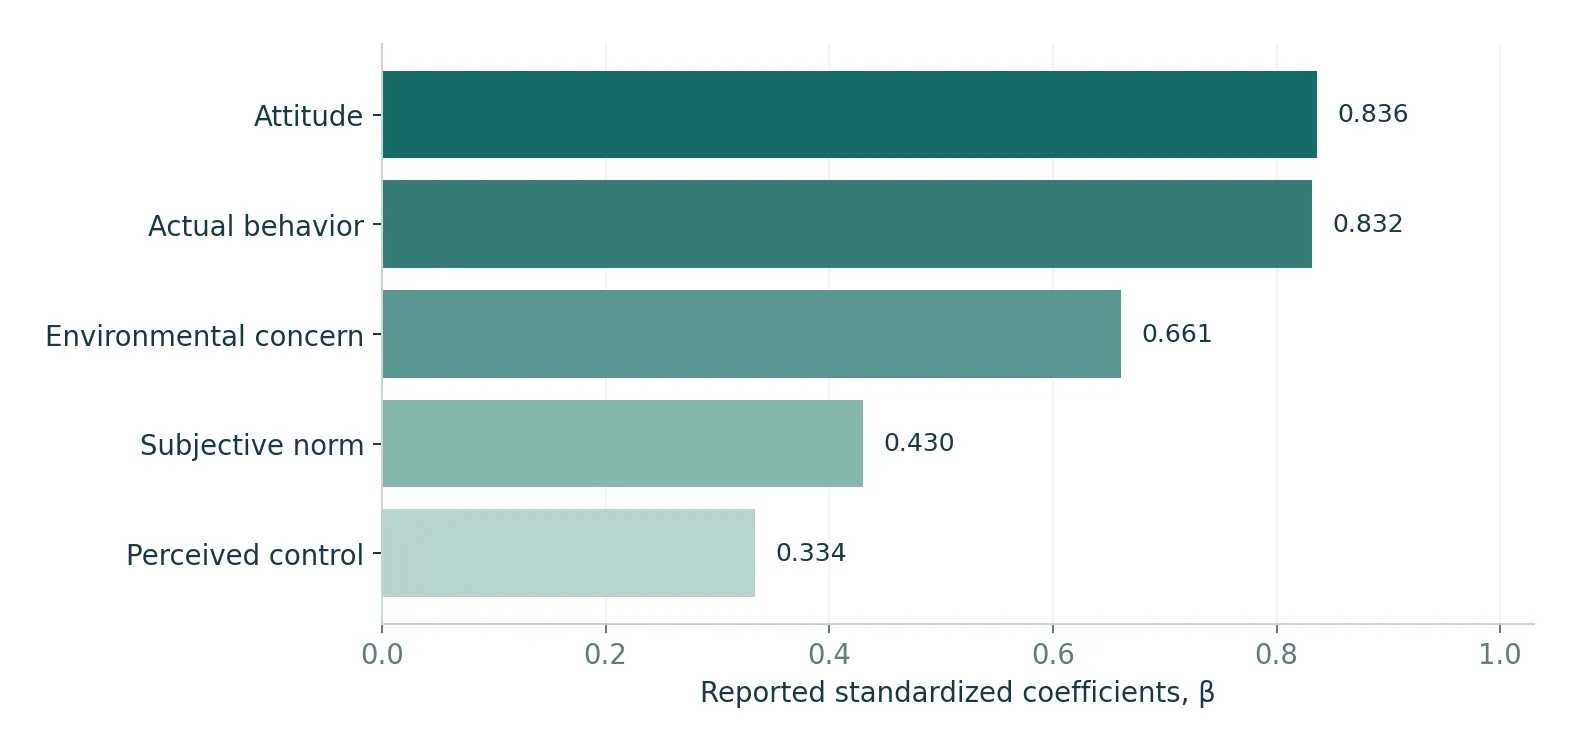 Attitude 0.836
Actual behavior 0.832
Environmental concern 0.661
Subjective norm 0.430
Perceived control 0.334
0.0 0.2 0.4 0.6 0.8 1.0
Reported standardized coefficients, β